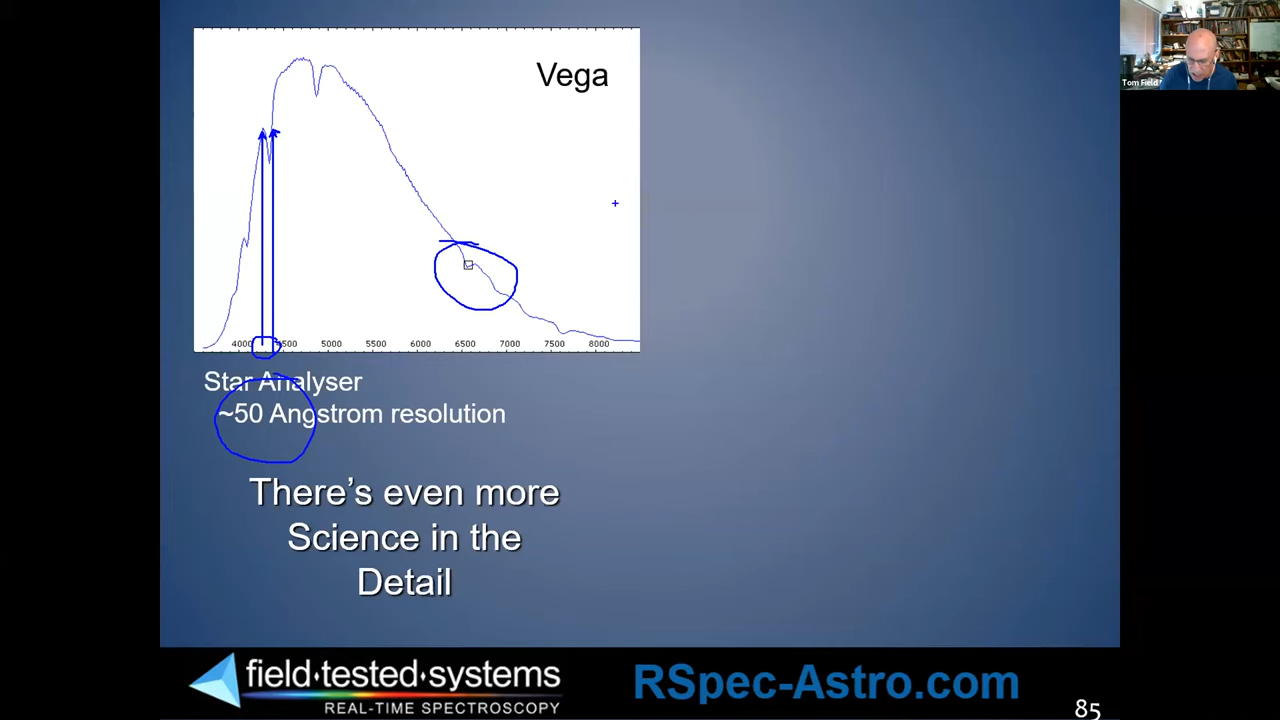 Vega
Tom Field
4000 4500 5000 5500 6000 6500 7000 7500 8000
Star Analyser
~50 Angstrom resolution
There's even more
Science in the
Detail
field·tested·systems
REAL-TIME SPECTROSCOPY
RSpec-Astro.com
85